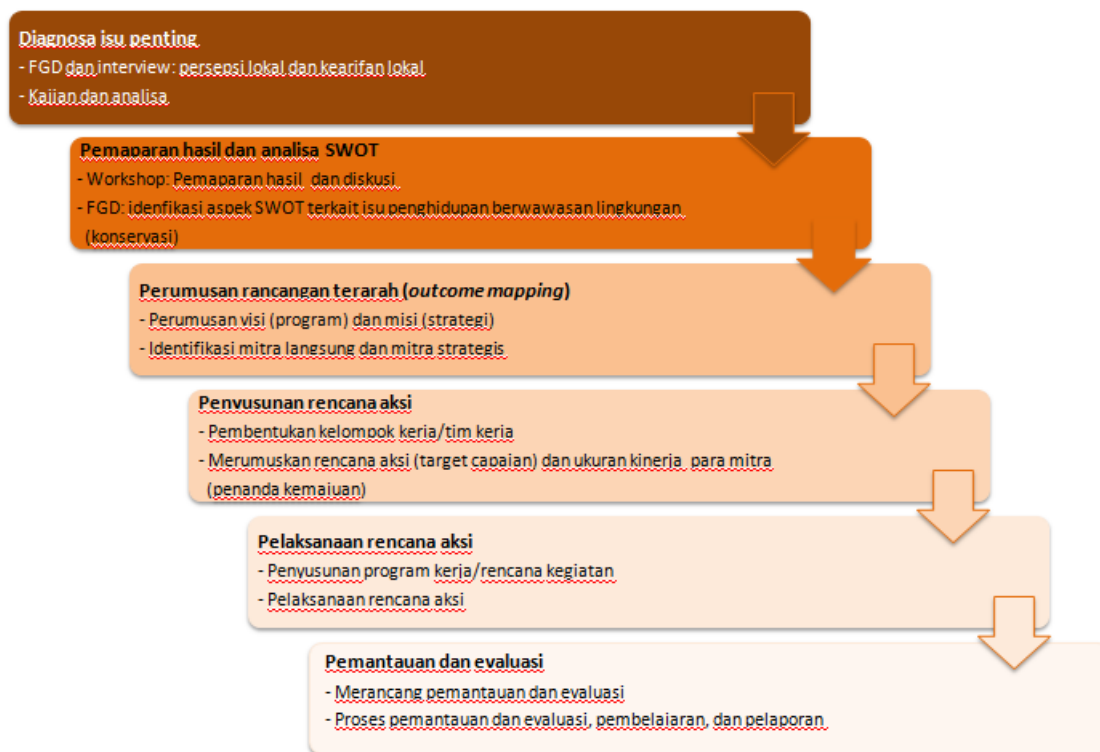 Diagnosa isu penting
- FGD dan interview: persepsi lokal dan kearifan lokal
- Kajian dan analisa
Pemaparan hasil dan analisa SWOT
- Workshop: Pemaparan hasil dan diskusi
- FGD: idenfikasi aspek SWOT terkait isu penghidupan berwawasan lingkungan
(konservasi)
Perumusan rancangan terarah (outcome mapping)
- Perumusan visi (program) dan misi (strategi)
- Identifikasi mitra langsung dan mitra strategis
Penyusunan rencana aksi
- Pembentukan kelompok kerja/tim kerja
- Merumuskan rencana aksi (target capaian) dan ukuran kinerja para mitra
(penanda kemajuan)
Pelaksanaan rencana aksi
- Penyusunan program kerja/rencana kegiatan
- Pelaksanaan rencana aksi
Pemantauan dan evaluasi
- Merancang pemantauan dan evaluasi
- Proses pemantauan dan evaluasi, pembelajaran, dan pelaporan